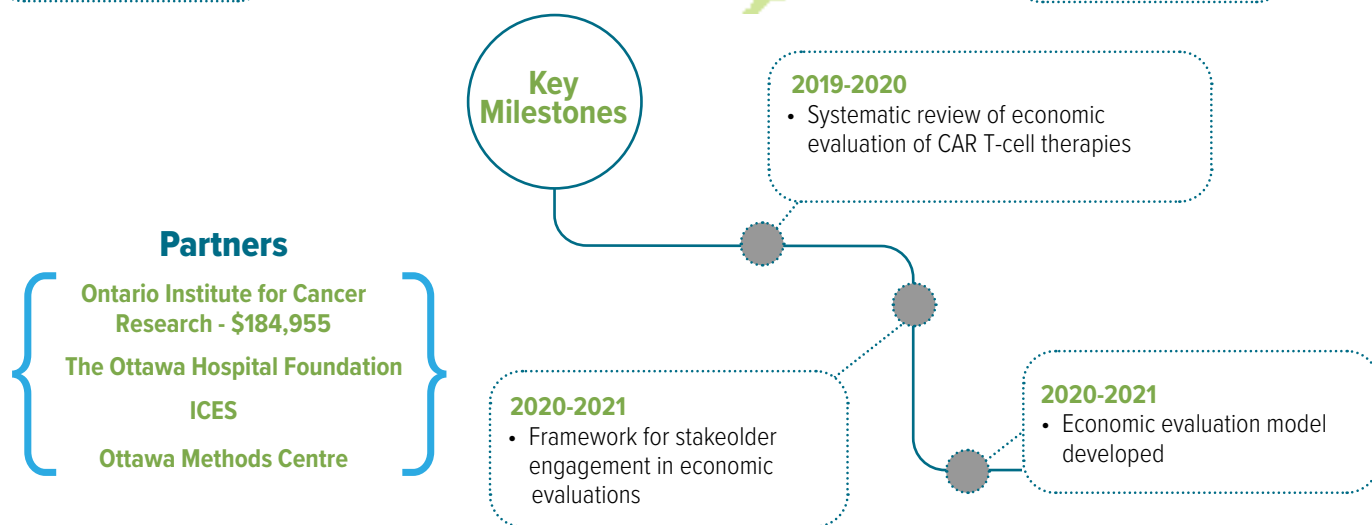 Key
Milestones
2019-2020
• Systematic review of economic
evaluation of CAR T-cell therapies
Partners
Ontario Institute for Cancer
Research - $184,955
The Ottawa Hospital Foundation
ICES
Ottawa Methods Centre
2020-2021
• Framework for stakeolder
engagement in economic
evaluations
2020-2021
• Economic evaluation model
developed